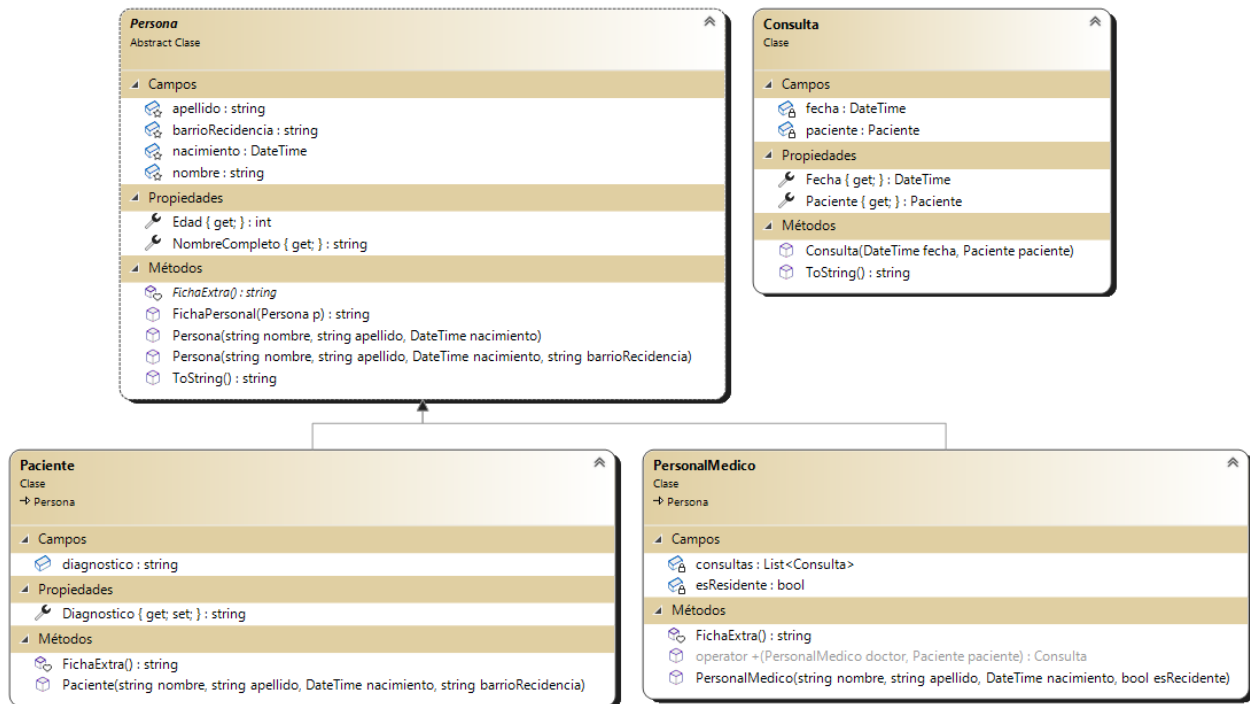 Persona
Abstract Clase
Campos
apellido : string
barrioRecidencia : string
nacimiento : DateTime
nombre : string
Propiedades
Edad { get; } : int
NombreCompleto { get; } : string
Métodos
FichaExtra() : string
FichaPersonal(Persona p) : string
Persona(string nombre, string apellido, DateTime nacimiento)
Persona(string nombre, string apellido, DateTime nacimiento, string barrioRecidencia)
ToString() : string
Consulta
Clase
Campos
fecha : DateTime
paciente : Paciente
Propiedades
Fecha { get; } : DateTime
Paciente { get; } : Paciente
Métodos
Consulta(DateTime fecha, Paciente paciente)
ToString() : string
Paciente
Clase
Persona
Campos
diagnostico : string
Propiedades
Diagnostico { get; set; } : string
Métodos
FichaExtra() : string
Paciente(string nombre, string apellido, DateTime nacimiento, string barrioRecidencia)
PersonalMedico
Clase
Persona
Campos
consultas : List<Consulta>
esResidente : bool
Métodos
FichaExtra() : string
operator +(PersonalMedico doctor, Paciente paciente) : Consulta
PersonalMedico(string nombre, string apellido, DateTime nacimiento, bool esResidente)